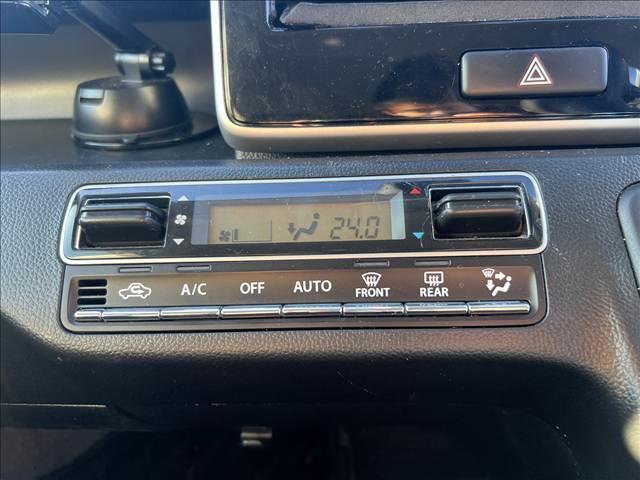 24.0
A/C OFF AUTO FRONT REAR